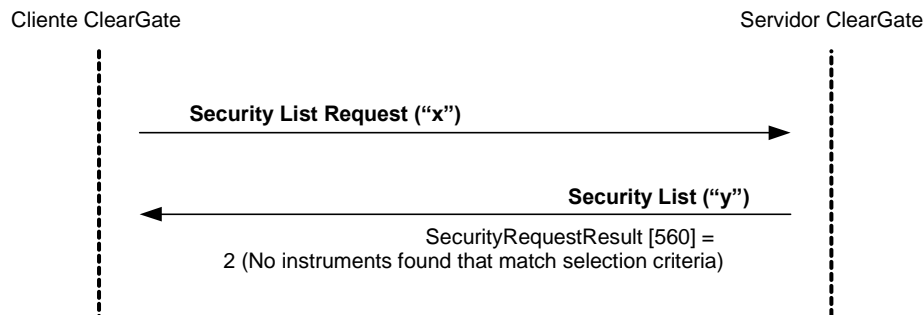 Cliente ClearGate
Servidor ClearGate
Security List Request (“x”)
Security List (“y”)
SecurityRequestResult [560] =
2 (No instruments found that match selection criteria)